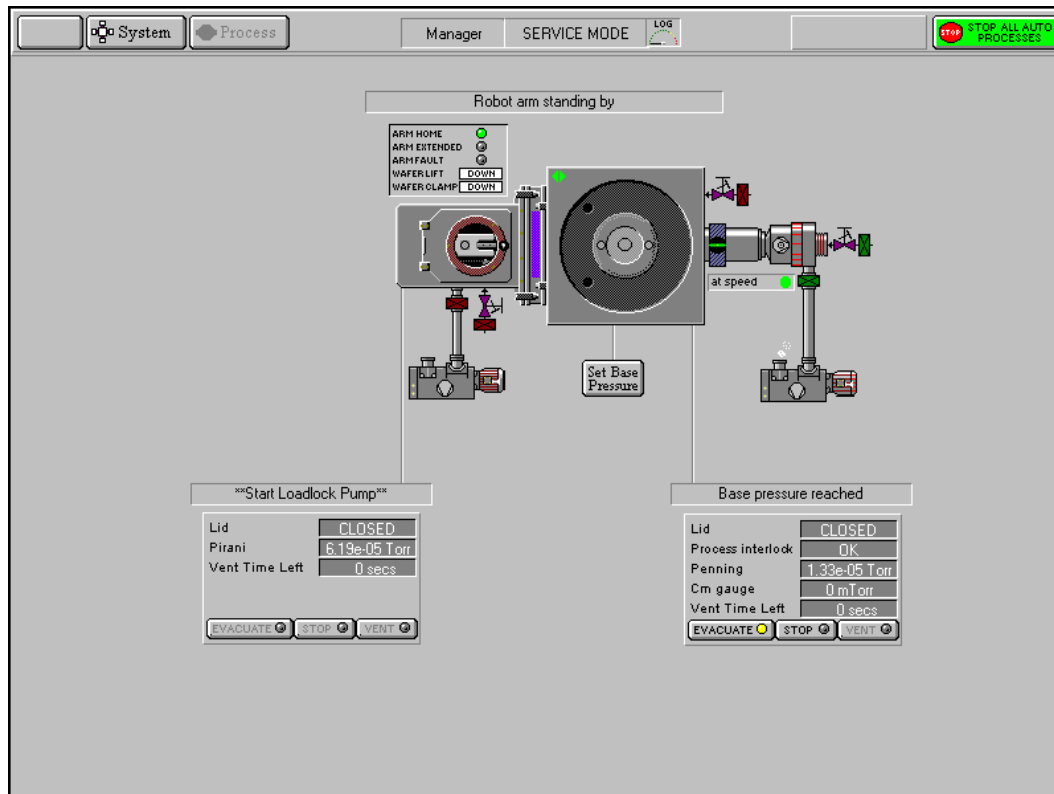 System
Process
Manager
SERVICE MODE
LOG
STOP
STOP ALL AUTO
PROCESSES
Robot arm standing by
ARM HOME
ARM EXTENDED
ARM FAULT
WAFER LIFT DOWN
WAFER CLAMP DOWN
at speed
Set Base
Pressure
**Start Loadlock Pump**
Lid CLOSED
Pirani 6.19e-05 Torr
Vent Time Left 0 secs
EVACUATE STOP VENT
Base pressure reached
Lid CLOSED
Process interlock OK
Penning 1.33e-05 Torr
Cm gauge 0 mTorr
Vent Time Left 0 secs
EVACUATE STOP VENT